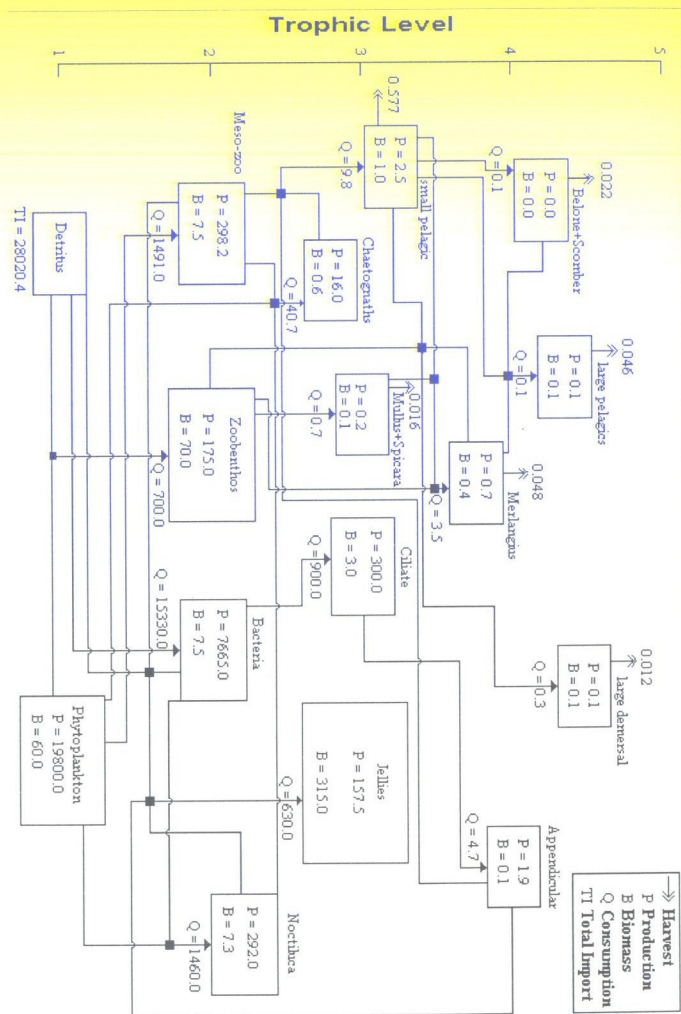 Trophic Level
5
4
3
2
1
Harvest
P Production
B Biomass
Q Consumption
TI Total Import
0.022
Belone+Scomber
P = 0.0
B = 0.0
Q = 0.1
0.046
large pelagics
P = 0.1
B = 0.1
Q = 0.1
0.048
Merlangius
P = 0.7
B = 0.4
Q = 3.5
0.012
large demersal
P = 0.1
B = 0.1
Q = 0.3
Appendicular
P = 1.9
B = 0.1
Q = 4.7
0.577
small pelagic
P = 2.5
B = 1.0
Q = 9.8
Chaetognaths
P = 16.0
B = 0.6
Q = 40.7
0.016
Mulbus+Spicara
P = 0.2
B = 0.1
Q = 0.7
Ciliate
P = 300.0
B = 3.0
Q = 900.0
Jellies
P = 157.5
B = 315.0
Q = 630.0
Meso-zoo
P = 298.2
B = 7.5
Q = 1491.0
Zoobenthos
P = 175.0
B = 70.0
Q = 700.0
Bacteria
P = 7665.0
B = 7.5
Q = 15330.0
Noctiluca
P = 292.0
B = 7.3
Q = 1460.0
Detritus
TI = 28020.4
Phytoplankton
P = 19800.0
B = 60.0